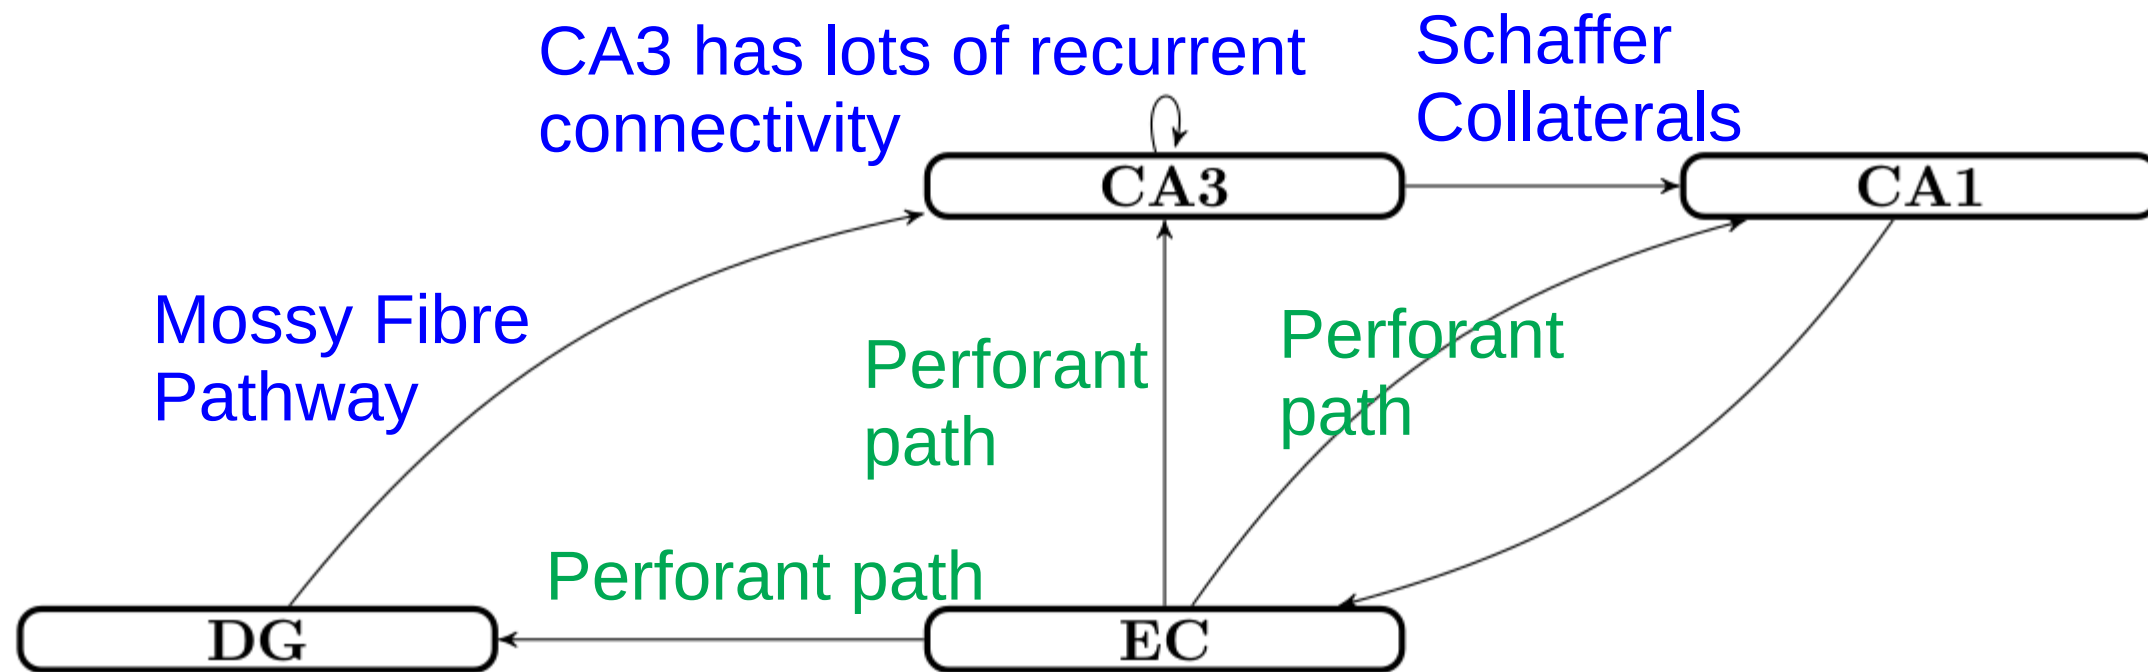 CA3 has lots of recurrent
connectivity
Schaffer
Collaterals
CA3
CA1
Mossy Fibre
Pathway
Perforant
path
Perforant
path
Perforant path
DG
EC